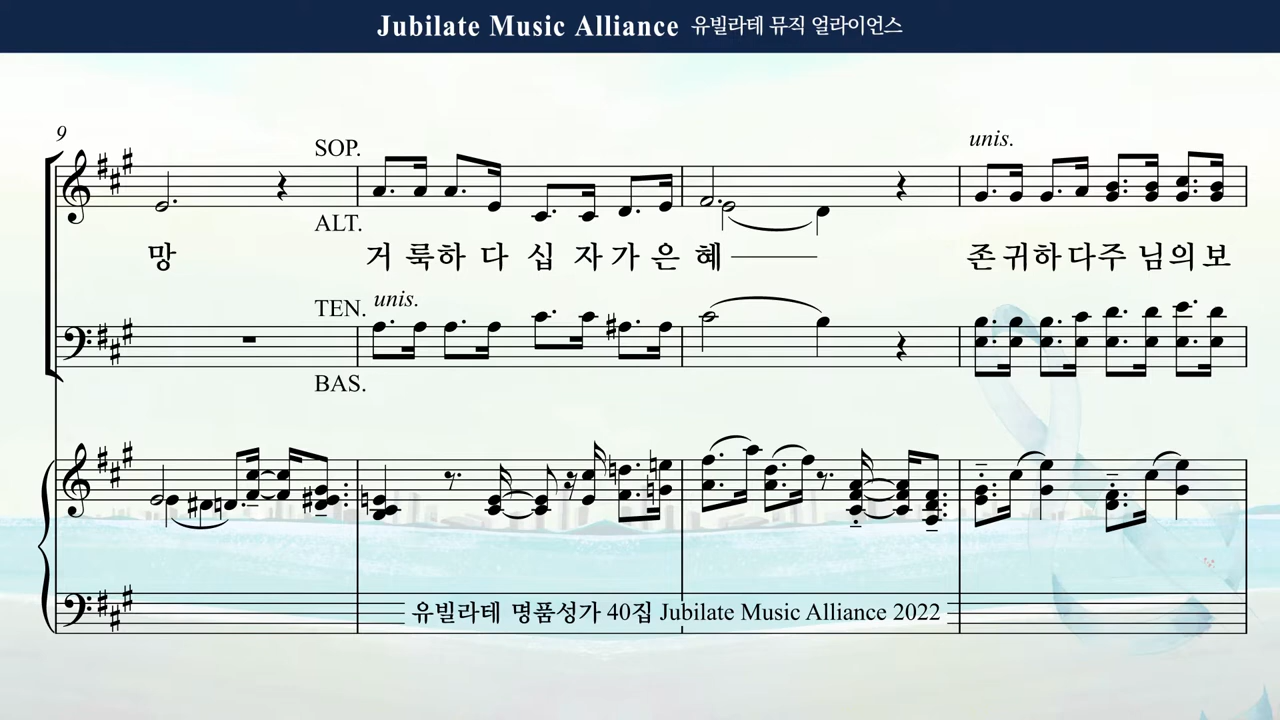 Jubilate Music Alliance 유빌라테 뮤직 얼라이언스
9
SOP.
unis.
ALT.
망 거 룩하 다 십 자 가 은 혜 존 귀 하 다 주 님 의 보
TEN. unis.
BAS.
유빌라테 명품성가 40집 Jubilate Music Alliance 2022